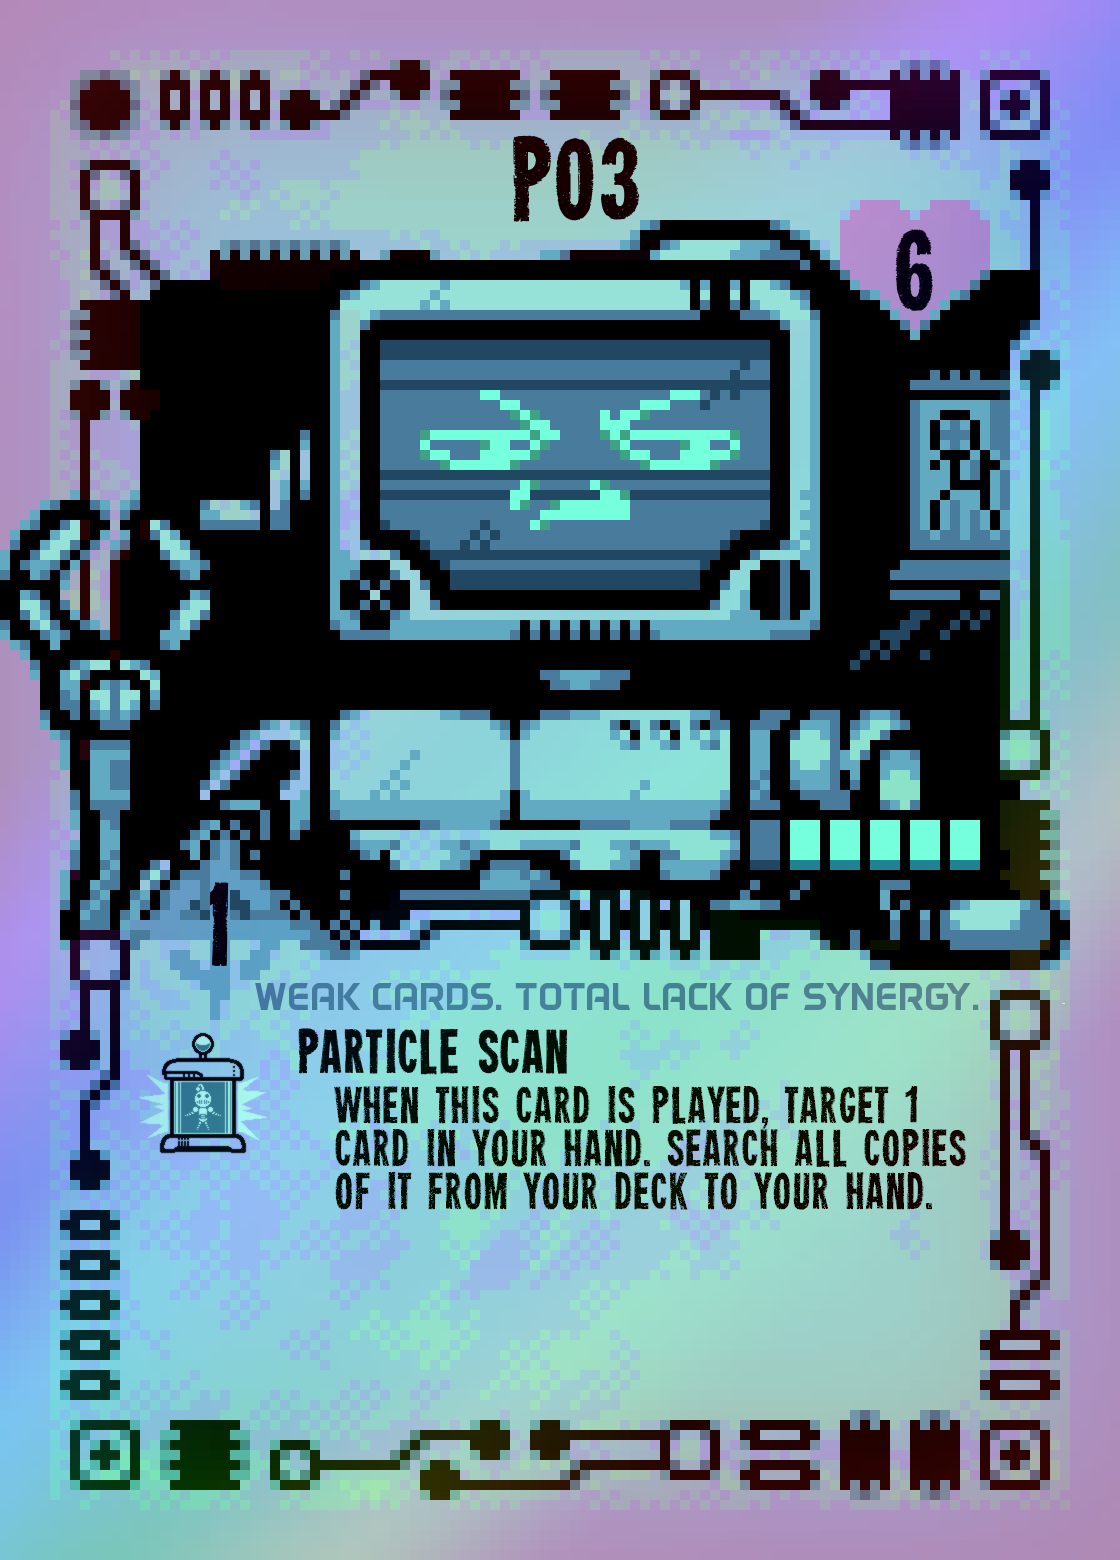 P03
6
1
WEAK CARDS. TOTAL LACK OF SYNERGY.
PARTICLE SCAN
WHEN THIS CARD IS PLAYED, TARGET 1
CARD IN YOUR HAND. SEARCH ALL COPIES
OF IT FROM YOUR DECK TO YOUR HAND.